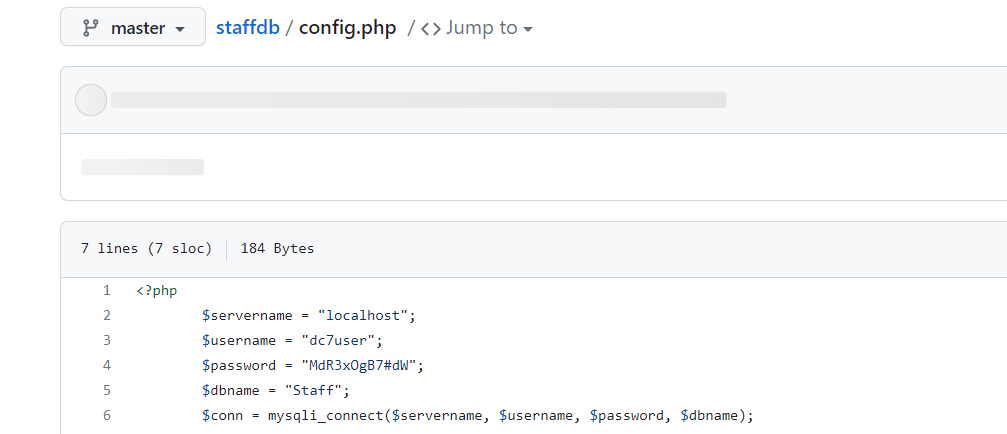 master staffdb / config.php / <> Jump to
7 lines (7 sloc) 184 Bytes
1 <?php
2 $servername = "localhost";
3 $username = "dc7user";
4 $password = "MdR3xOgB7#dW";
5 $dbname = "Staff";
6 $conn = mysqli_connect($servername, $username, $password, $dbname);